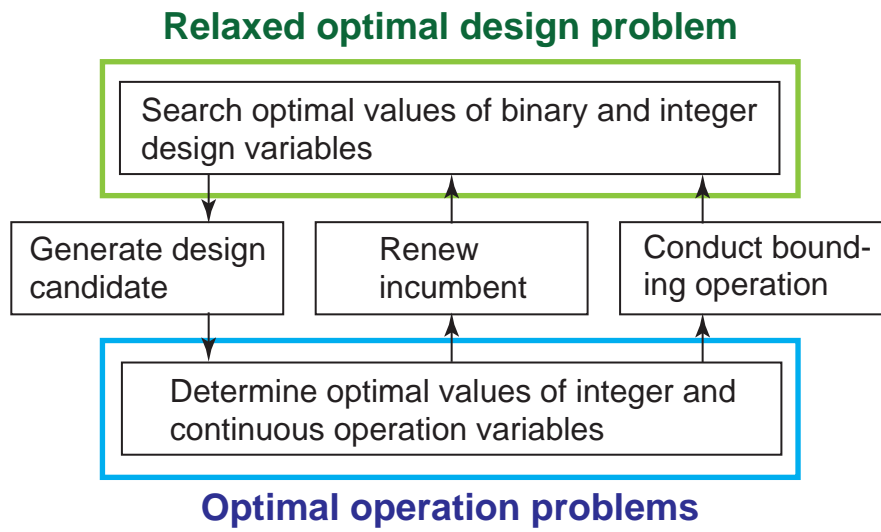 Relaxed optimal design problem
Search optimal values of binary and integer
design variables
Generate design
candidate
Renew
incumbent
Conduct bound-
ing operation
Determine optimal values of integer and
continuous operation variables
Optimal operation problems